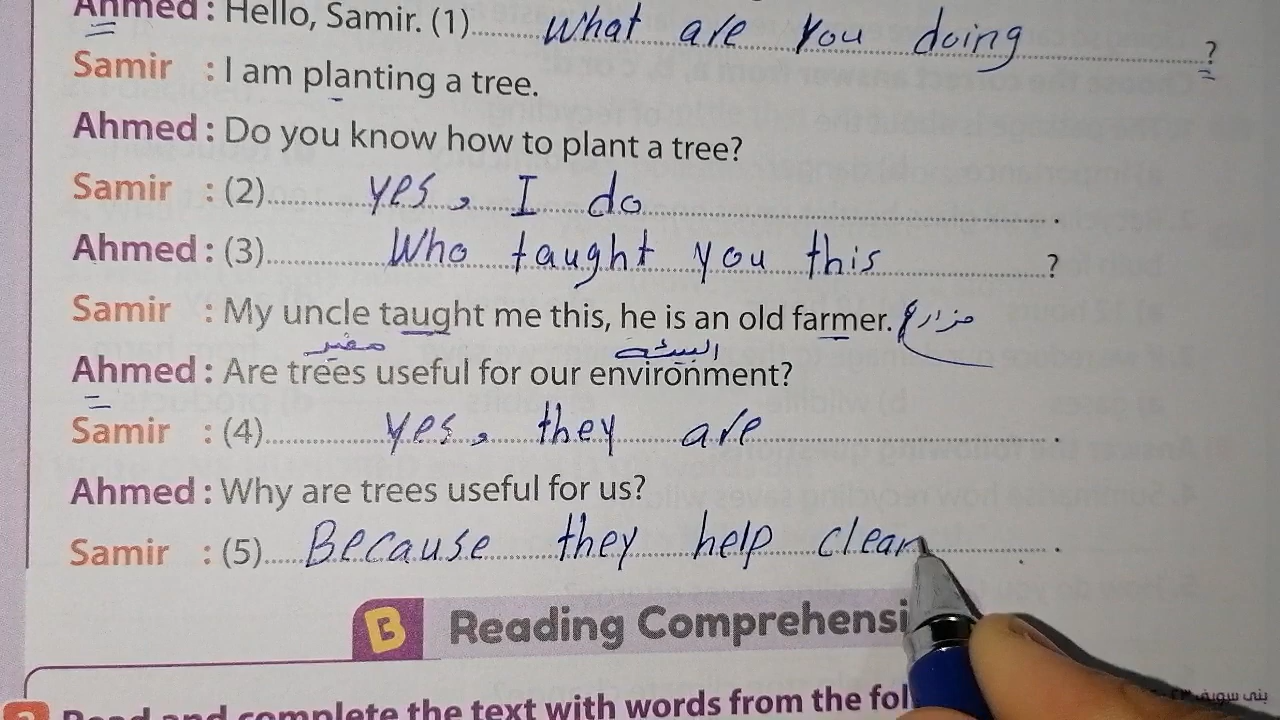 Ahmed : Hello, Samir. (1)......... What are you doing .........?
Samir : I am planting a tree.
Ahmed : Do you know how to plant a tree?
Samir : (2)......... yes, I do .........
Ahmed : (3)......... Who taught you this .........?
Samir : My uncle taught me this, he is an old farmer. مزارع
مفيد البيئة
Ahmed : Are trees useful for our environment?
Samir : (4)......... yes, they are .........
Ahmed : Why are trees useful for us?
Samir : (5)......... Because they help clean .........
B Reading Comprehensi
Read and complete the text with words from the fol
بنى سويف